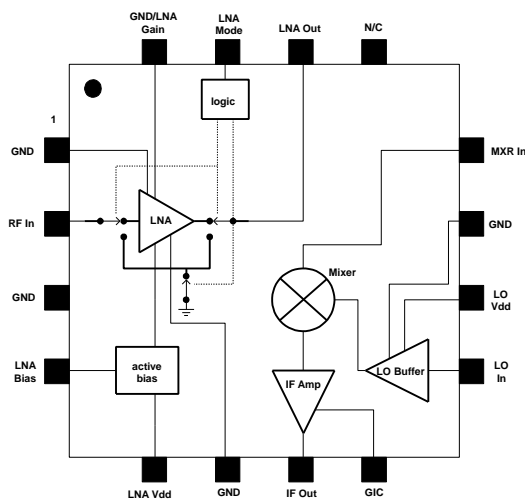 GND/LNA
Gain
LNA
Mode
LNA Out
N/C
logic
1
GND
MXR In
RF In
LNA
GND
Mixer
GND
LO
Vdd
LNA
Bias
active
bias
IF Amp
LO Buffer
LO
In
LNA Vdd
GND
IF Out
GIC